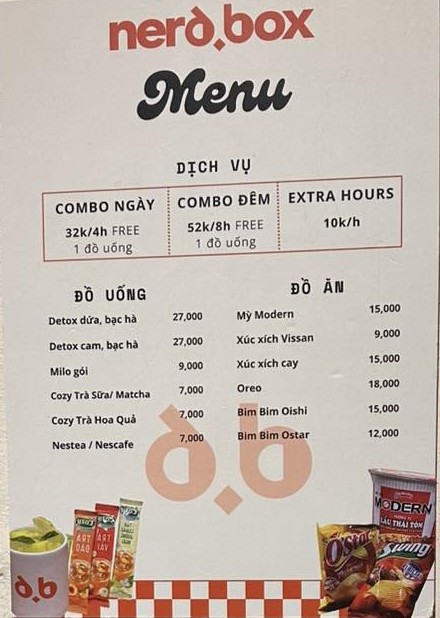 nerd.box
Menu
DỊCH VỤ
COMBO NGÀY
32k/4h FREE
1 đồ uống
COMBO ĐÊM
52k/8h FREE
1 đồ uống
EXTRA HOURS
10k/h
ĐỒ UỐNG
Detox dứa, bạc hà 27,000
Detox cam, bạc hà 27,000
Milo gói 9,000
Cozy Trà Sữa/ Matcha 7,000
Cozy Trà Hoa Quả 7,000
Nestea / Nescafe 7,000
ĐỒ ĂN
Mỳ Modern 15,000
Xúc xích Vissan 9,000
Xúc xích cay 15,000
Oreo 18,000
Bim Bim Oishi 15,000
Bim Bim Ostar 12,000
d.b
d.b
MODERN
LẨU THÁI TÔM
O'Star
Swing